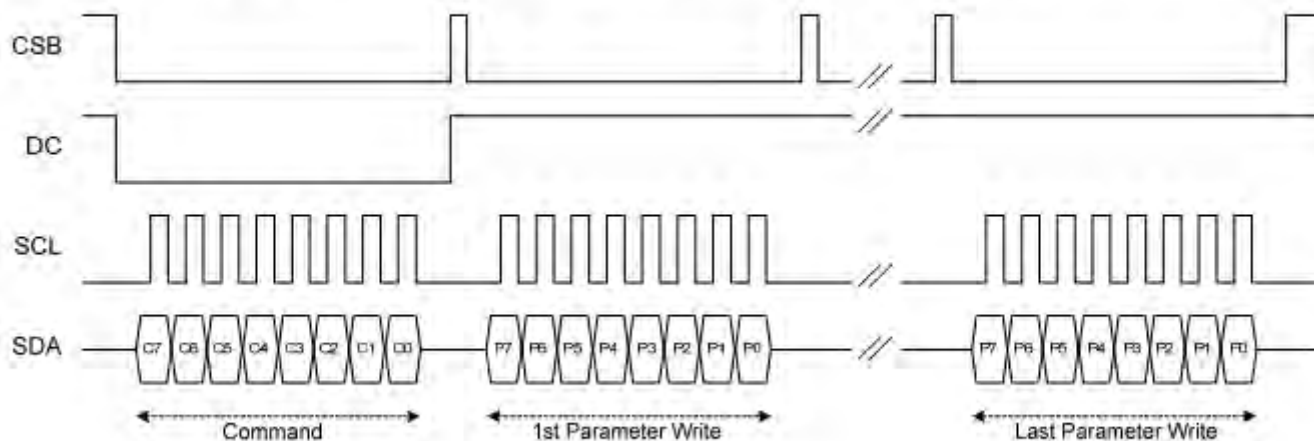 CSB
DC
SCL
SDA
C7 C6 C5 C4 C3 C2 C1 C0 P7 P6 P5 P4 P3 P2 P1 P0 P7 P6 P5 P4 P3 P2 P1 P0
Command 1st Parameter Write Last Parameter Write